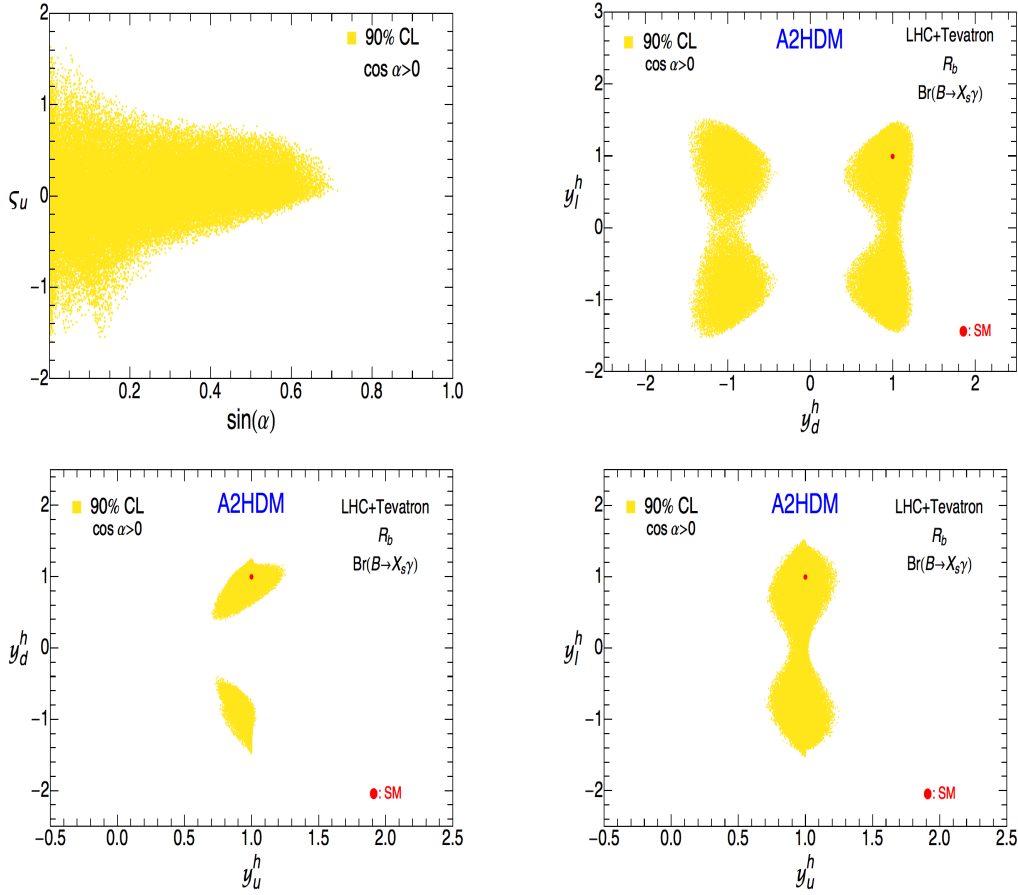 2
1
0
−1
−2
ςu
90% CL
cos α>0
0.2
0.4
0.6
0.8
1.0
sin(α)
3
2
1
0
−1
−2
y_l^h
90% CL
cos α>0
A2HDM
LHC+Tevatron
R_b
Br(B→X_sγ)
: SM
−2
−1
0
1
2
y_d^h
2
1
0
−1
−2
y_d^h
90% CL
cos α>0
A2HDM
LHC+Tevatron
R_b
Br(B→X_sγ)
: SM
−0.5
0.0
0.5
1.0
1.5
2.0
2.5
y_u^h
2
1
0
−1
−2
y_l^h
90% CL
cos α>0
A2HDM
LHC+Tevatron
R_b
Br(B→X_sγ)
: SM
−0.5
0.0
0.5
1.0
1.5
2.0
2.5
y_u^h